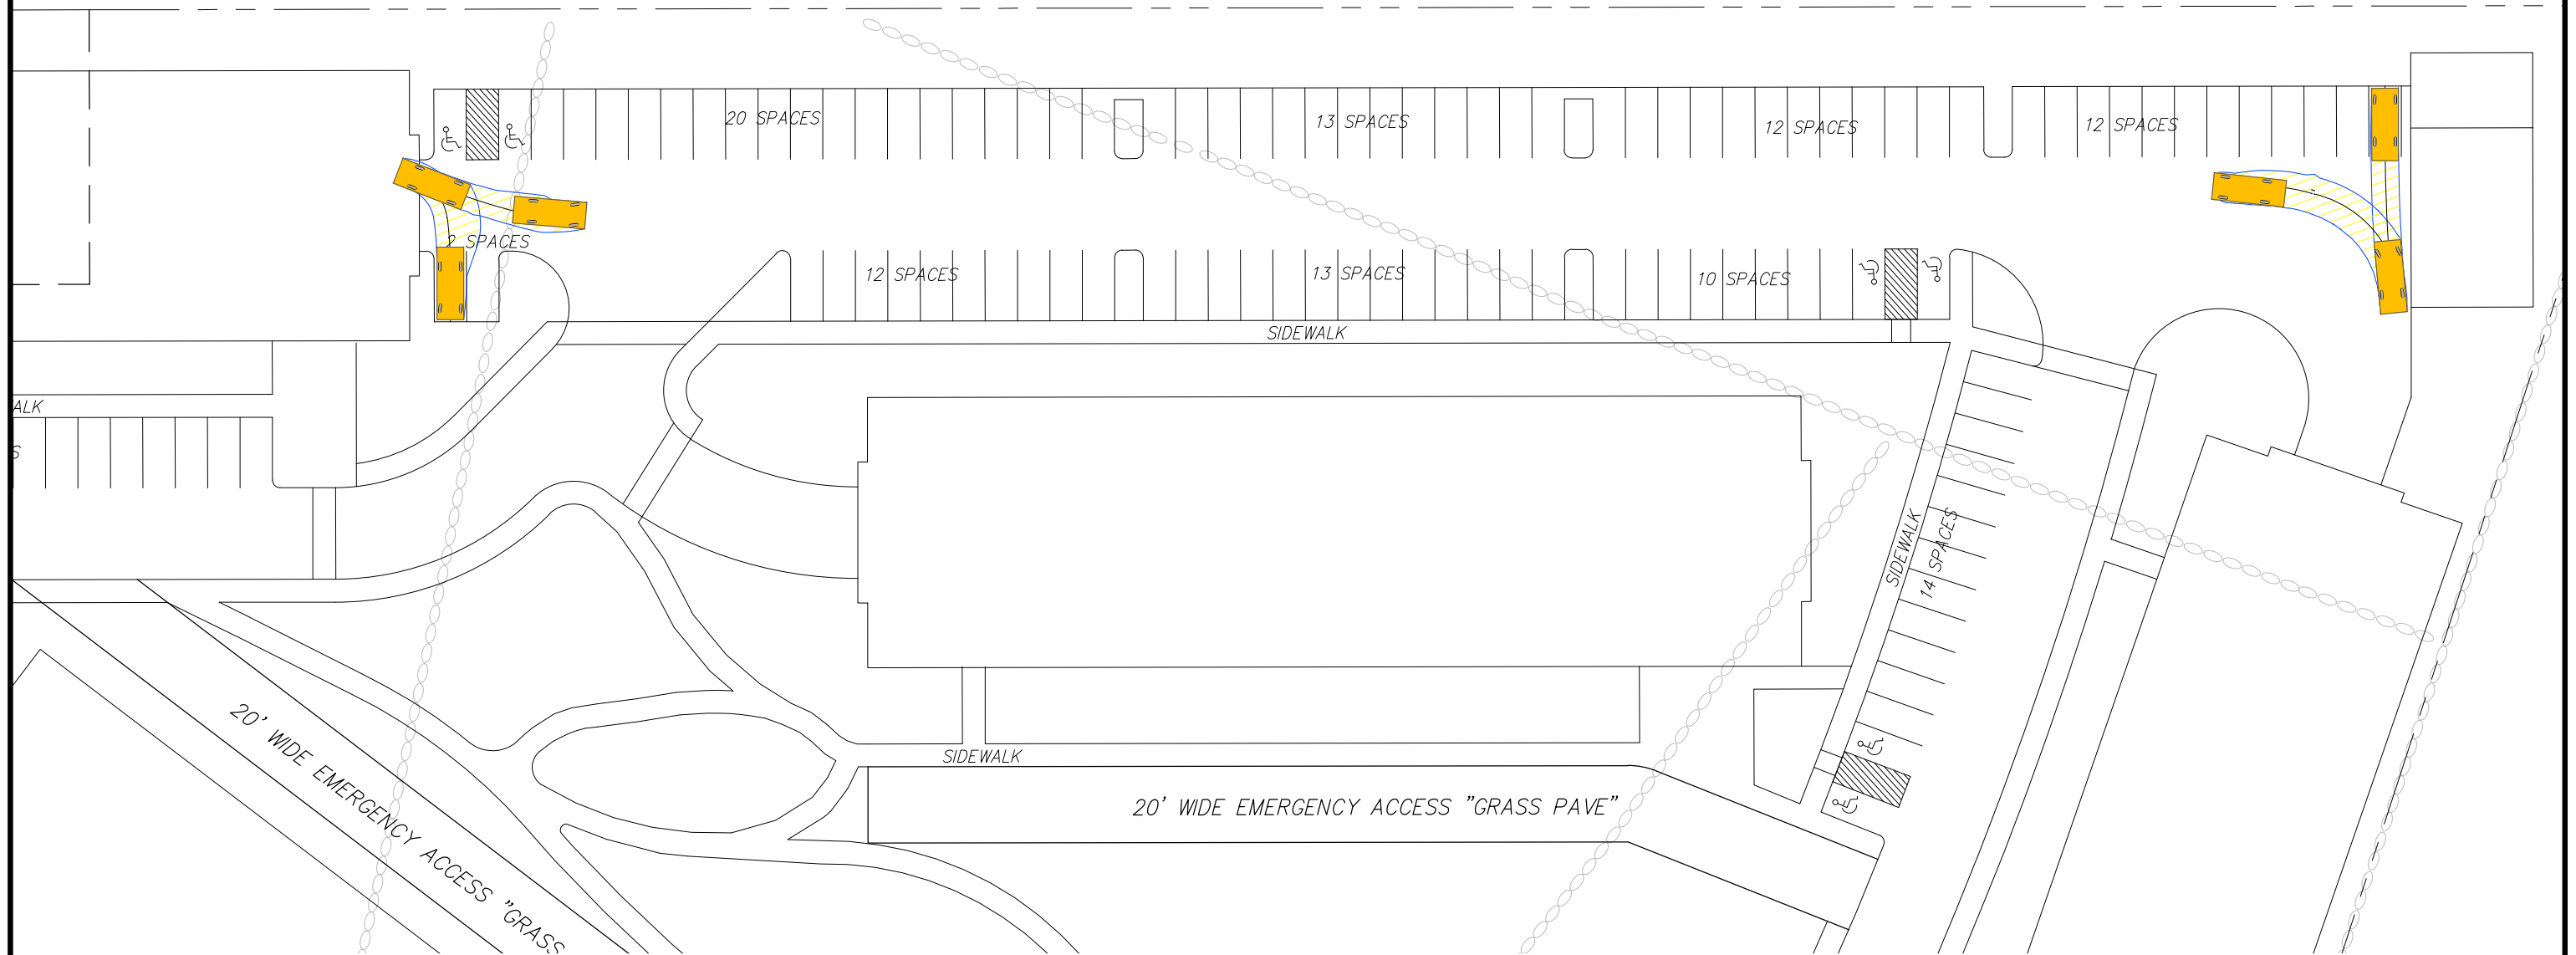 20 SPACES
13 SPACES
12 SPACES
12 SPACES
2 SPACES
12 SPACES
13 SPACES
10 SPACES
SIDEWALK
ALK
S
SIDEWALK
14 SPACES
20' WIDE EMERGENCY ACCESS "GRASS
SIDEWALK
20' WIDE EMERGENCY ACCESS "GRASS PAVE"